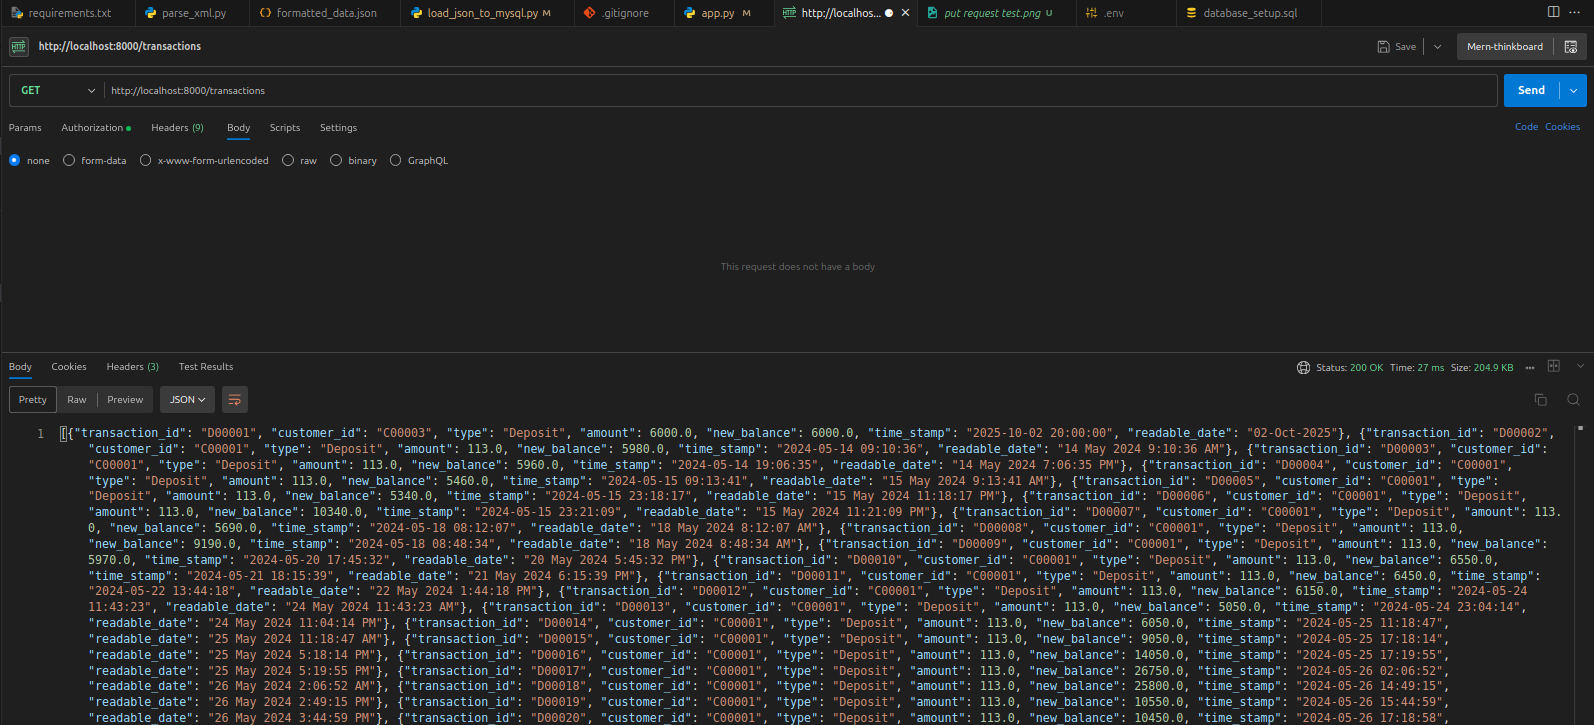 requirements.txt parse_xml.py formatted_data.json load_json_to_mysql.py M .gitignore app.py M http://localhos... put request test.png U .env database_setup.sql
HTTP http://localhost:8000/transactions Save Mern-thinkboard
GET http://localhost:8000/transactions Send
Params Authorization Headers (9) Body Scripts Settings Code Cookies
none form-data x-www-form-urlencoded raw binary GraphQL
This request does not have a body
Body Cookies Headers (3) Test Results Status: 200 OK Time: 27 ms Size: 204.9 KB
Pretty Raw Preview JSON
1 [{"transaction_id": "D00001", "customer_id": "C00003", "type": "Deposit", "amount": 6000.0, "new_balance": 6000.0, "time_stamp": "2025-10-02 20:00:00", "readable_date": "02-Oct-2025"}, {"transaction_id": "D00002",
"customer_id": "C00001", "type": "Deposit", "amount": 113.0, "new_balance": 5980.0, "time_stamp": "2024-05-14 09:10:36", "readable_date": "14 May 2024 9:10:36 AM"}, {"transaction_id": "D00003", "customer_id":
"C00001", "type": "Deposit", "amount": 113.0, "new_balance": 5960.0, "time_stamp": "2024-05-14 19:06:35", "readable_date": "14 May 2024 7:06:35 PM"}, {"transaction_id": "D00004", "customer_id": "C00001",
"type": "Deposit", "amount": 113.0, "new_balance": 5460.0, "time_stamp": "2024-05-15 09:13:41", "readable_date": "15 May 2024 9:13:41 AM"}, {"transaction_id": "D00005", "customer_id": "C00001", "type":
"Deposit", "amount": 113.0, "new_balance": 5340.0, "time_stamp": "2024-05-15 23:18:17", "readable_date": "15 May 2024 11:18:17 PM"}, {"transaction_id": "D00006", "customer_id": "C00001", "type": "Deposit",
"amount": 113.0, "new_balance": 10340.0, "time_stamp": "2024-05-15 23:21:09", "readable_date": "15 May 2024 11:21:09 PM"}, {"transaction_id": "D00007", "customer_id": "C00001", "type": "Deposit", "amount": 113.
0, "new_balance": 5690.0, "time_stamp": "2024-05-18 08:12:07", "readable_date": "18 May 2024 8:12:07 AM"}, {"transaction_id": "D00008", "customer_id": "C00001", "type": "Deposit", "amount": 113.0,
"new_balance": 9190.0, "time_stamp": "2024-05-18 08:48:34", "readable_date": "18 May 2024 8:48:34 AM"}, {"transaction_id": "D00009", "customer_id": "C00001", "type": "Deposit", "amount": 113.0, "new_balance":
5970.0, "time_stamp": "2024-05-20 17:45:32", "readable_date": "20 May 2024 5:45:32 PM"}, {"transaction_id": "D00010", "customer_id": "C00001", "type": "Deposit", "amount": 113.0, "new_balance": 6550.0,
"time_stamp": "2024-05-21 18:15:39", "readable_date": "21 May 2024 6:15:39 PM"}, {"transaction_id": "D00011", "customer_id": "C00001", "type": "Deposit", "amount": 113.0, "new_balance": 6450.0, "time_stamp":
"2024-05-22 13:44:18", "readable_date": "22 May 2024 1:44:18 PM"}, {"transaction_id": "D00012", "customer_id": "C00001", "type": "Deposit", "amount": 113.0, "new_balance": 6150.0, "time_stamp": "2024-05-24
11:43:23", "readable_date": "24 May 2024 11:43:23 AM"}, {"transaction_id": "D00013", "customer_id": "C00001", "type": "Deposit", "amount": 113.0, "new_balance": 5050.0, "time_stamp": "2024-05-24 23:04:14",
"readable_date": "24 May 2024 11:04:14 PM"}, {"transaction_id": "D00014", "customer_id": "C00001", "type": "Deposit", "amount": 113.0, "new_balance": 6050.0, "time_stamp": "2024-05-25 11:18:47",
"readable_date": "25 May 2024 11:18:47 AM"}, {"transaction_id": "D00015", "customer_id": "C00001", "type": "Deposit", "amount": 113.0, "new_balance": 9050.0, "time_stamp": "2024-05-25 17:18:14",
"readable_date": "25 May 2024 5:18:14 PM"}, {"transaction_id": "D00016", "customer_id": "C00001", "type": "Deposit", "amount": 113.0, "new_balance": 14050.0, "time_stamp": "2024-05-25 17:19:55",
"readable_date": "25 May 2024 5:19:55 PM"}, {"transaction_id": "D00017", "customer_id": "C00001", "type": "Deposit", "amount": 113.0, "new_balance": 26750.0, "time_stamp": "2024-05-26 02:06:52",
"readable_date": "26 May 2024 2:06:52 AM"}, {"transaction_id": "D00018", "customer_id": "C00001", "type": "Deposit", "amount": 113.0, "new_balance": 25800.0, "time_stamp": "2024-05-26 14:49:15",
"readable_date": "26 May 2024 2:49:15 PM"}, {"transaction_id": "D00019", "customer_id": "C00001", "type": "Deposit", "amount": 113.0, "new_balance": 10550.0, "time_stamp": "2024-05-26 15:44:59",
"readable_date": "26 May 2024 3:44:59 PM"}, {"transaction_id": "D00020", "customer_id": "C00001", "type": "Deposit", "amount": 113.0, "new_balance": 10450.0, "time_stamp": "2024-05-26 17:18:58",